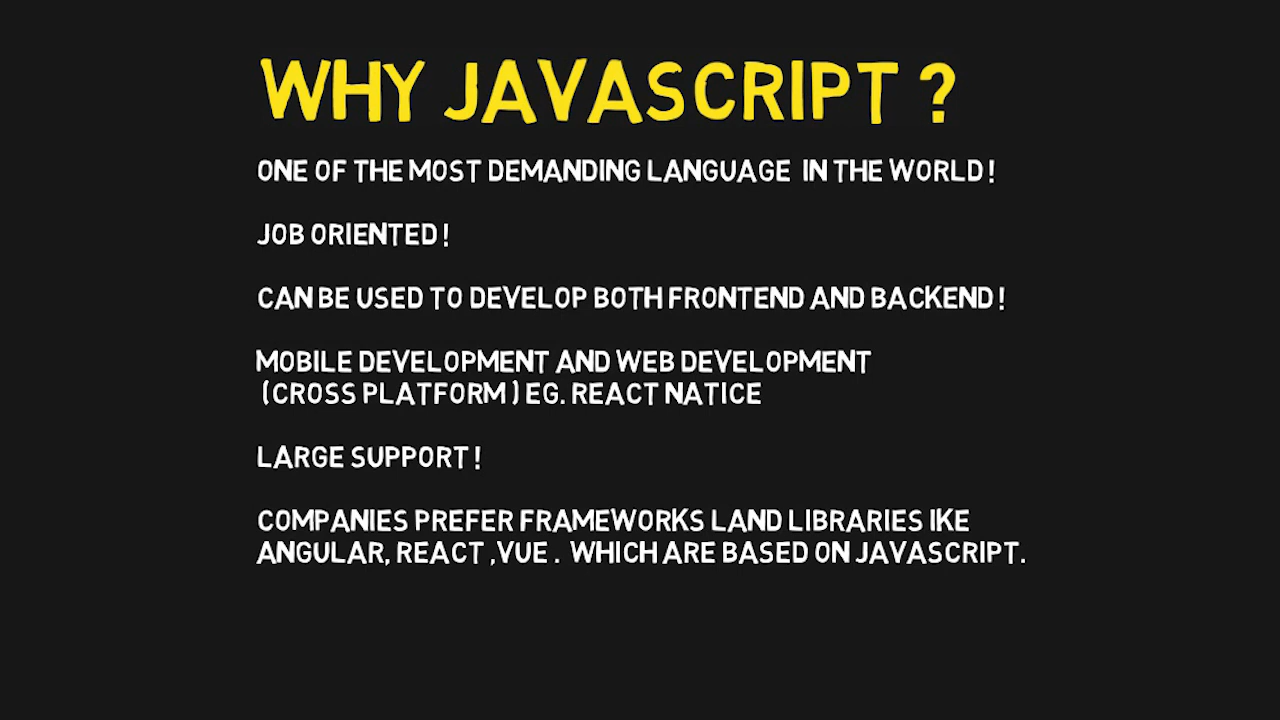 WHY JAVASCRIPT ?
ONE OF THE MOST DEMANDING LANGUAGE IN THE WORLD!
JOB ORIENTED!
CAN BE USED TO DEVELOP BOTH FRONTEND AND BACKEND!
MOBILE DEVELOPMENT AND WEB DEVELOPMENT
(CROSS PLATFORM) EG. REACT NATICE
LARGE SUPPORT!
COMPANIES PREFER FRAMEWORKS LAND LIBRARIES IKE
ANGULAR, REACT ,VUE . WHICH ARE BASED ON JAVASCRIPT.